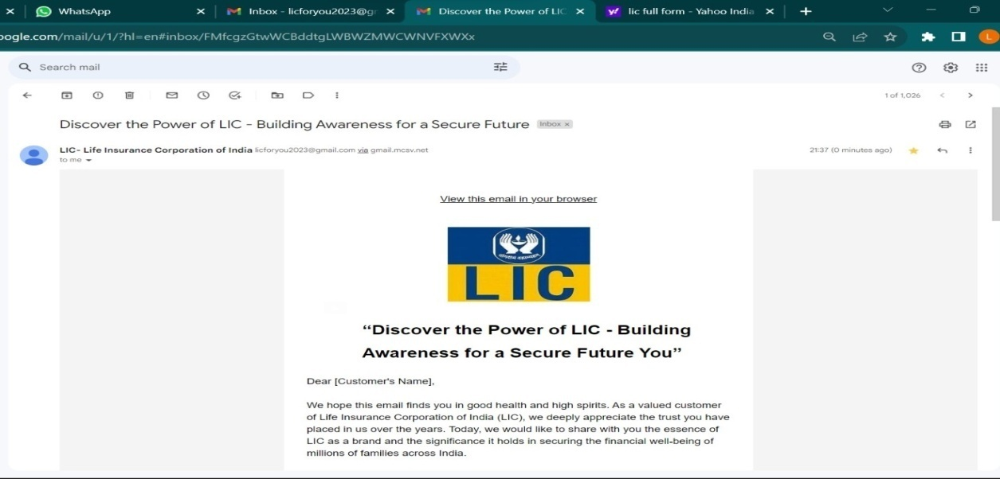 WhatsApp
Inbox - licforyou2023@gr
Discover the Power of LIC
lic full form - Yahoo India
oogle.com/mail/u/1/?hl=en#inbox/FMfcgzGtwWCBddtgLWBWZMWCWNVFXWXx
L
Search mail
1 of 1,026
Discover the Power of LIC - Building Awareness for a Secure Future Inbox ×
LIC- Life Insurance Corporation of India licforyou2023@gmail.com via gmail.mcsv.net
21:37 (0 minutes ago)
to me
View this email in your browser
LIC
“Discover the Power of LIC - Building
Awareness for a Secure Future You”
Dear [Customer's Name],
We hope this email finds you in good health and high spirits. As a valued customer
of Life Insurance Corporation of India (LIC), we deeply appreciate the trust you have
placed in us over the years. Today, we would like to share with you the essence of
LIC as a brand and the significance it holds in securing the financial well-being of
millions of families across India.